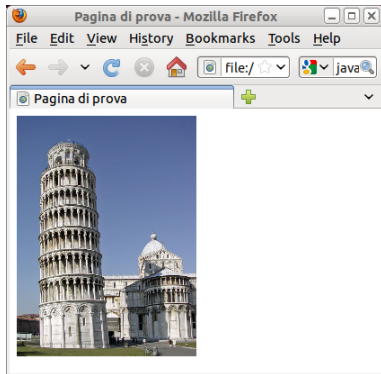 Pagina di prova - Mozilla Firefox
File Edit View History Bookmarks Tools Help
file:/ java
Pagina di prova